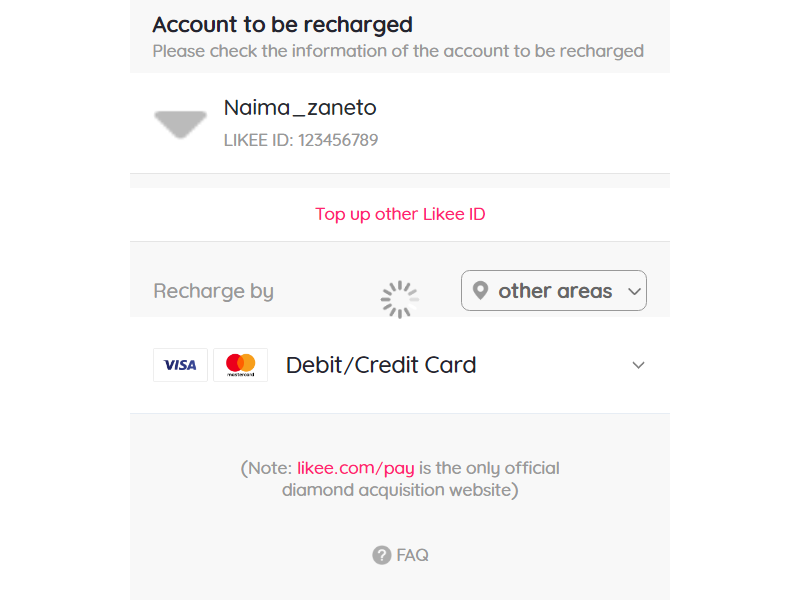 Account to be recharged
Please check the information of the account to be recharged
Naima_zaneto
LIKEE ID: 123456789
Top up other Likee ID
Recharge by
other areas
VISA
mastercard
Debit/Credit Card
(Note: likee.com/pay is the only official
diamond acquisition website)
? FAQ